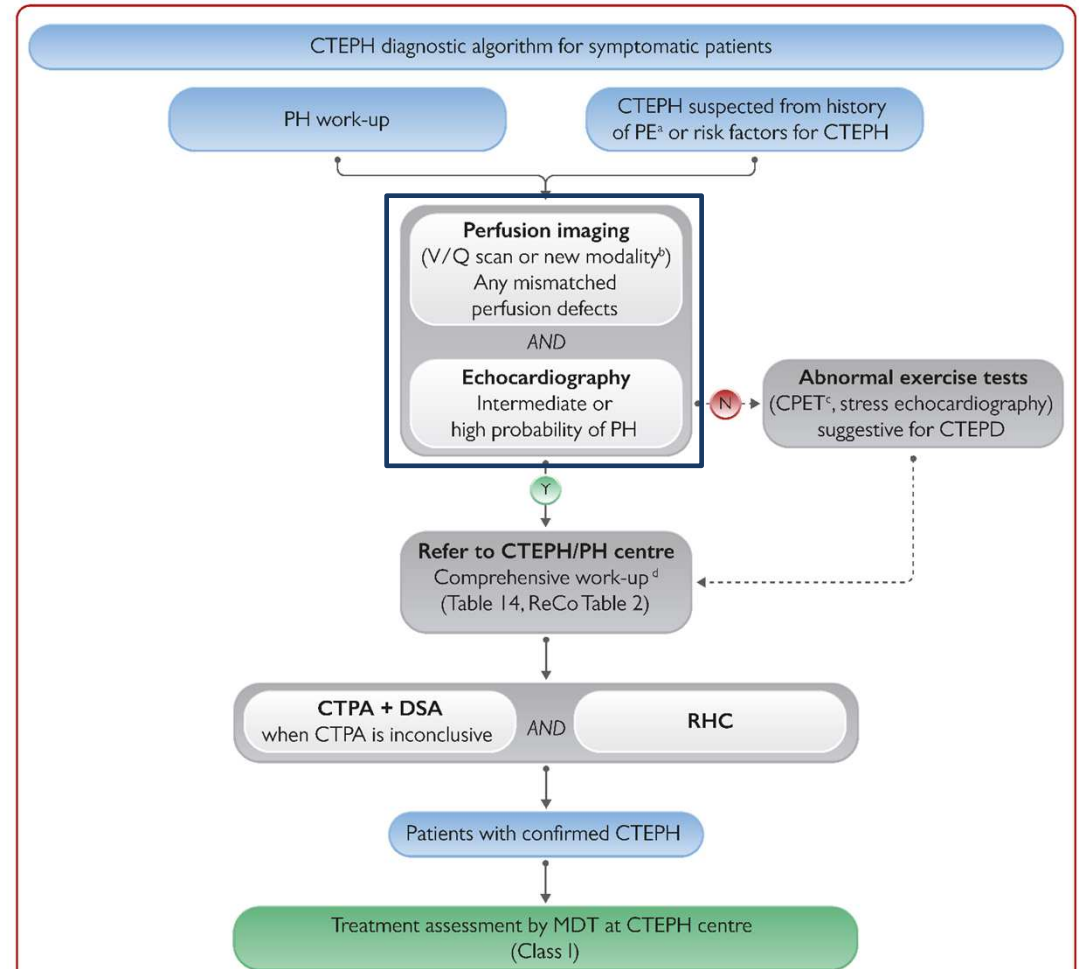 CTEPH diagnostic algorithm for symptomatic patients
PH work-up
CTEPH suspected from history
of PEᵃ or risk factors for CTEPH
Perfusion imaging
(V/Q scan or new modalityᵇ)
Any mismatched
perfusion defects
AND
Echocardiography
Intermediate or
high probability of PH
N
Abnormal exercise tests
(CPETᶜ, stress echocardiography)
suggestive for CTEPD
Y
Refer to CTEPH/PH centre
Comprehensive work-up ᵈ
(Table 14, ReCo Table 2)
CTPA + DSA
when CTPA is inconclusive
AND
RHC
Patients with confirmed CTEPH
Treatment assessment by MDT at CTEPH centre
(Class I)